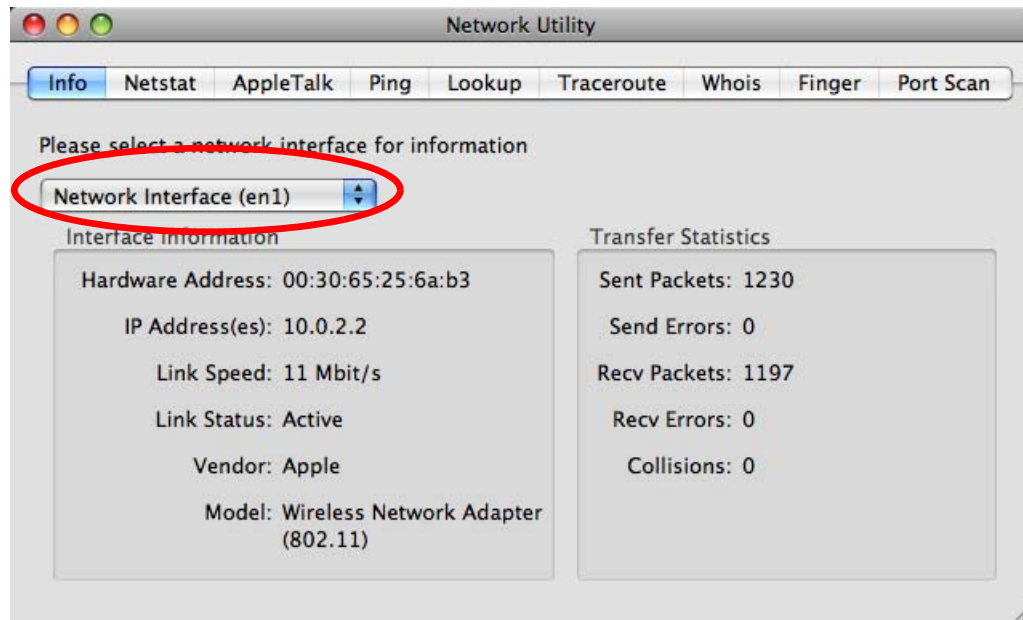 Network Utility
Info Netstat AppleTalk Ping Lookup Traceroute Whois Finger Port Scan
Please select a network interface for information
Network Interface (en1)
Interface Information
Hardware Address: 00:30:65:25:6a:b3
IP Address(es): 10.0.2.2
Link Speed: 11 Mbit/s
Link Status: Active
Vendor: Apple
Model: Wireless Network Adapter
(802.11)
Transfer Statistics
Sent Packets: 1230
Send Errors: 0
Recv Packets: 1197
Recv Errors: 0
Collisions: 0